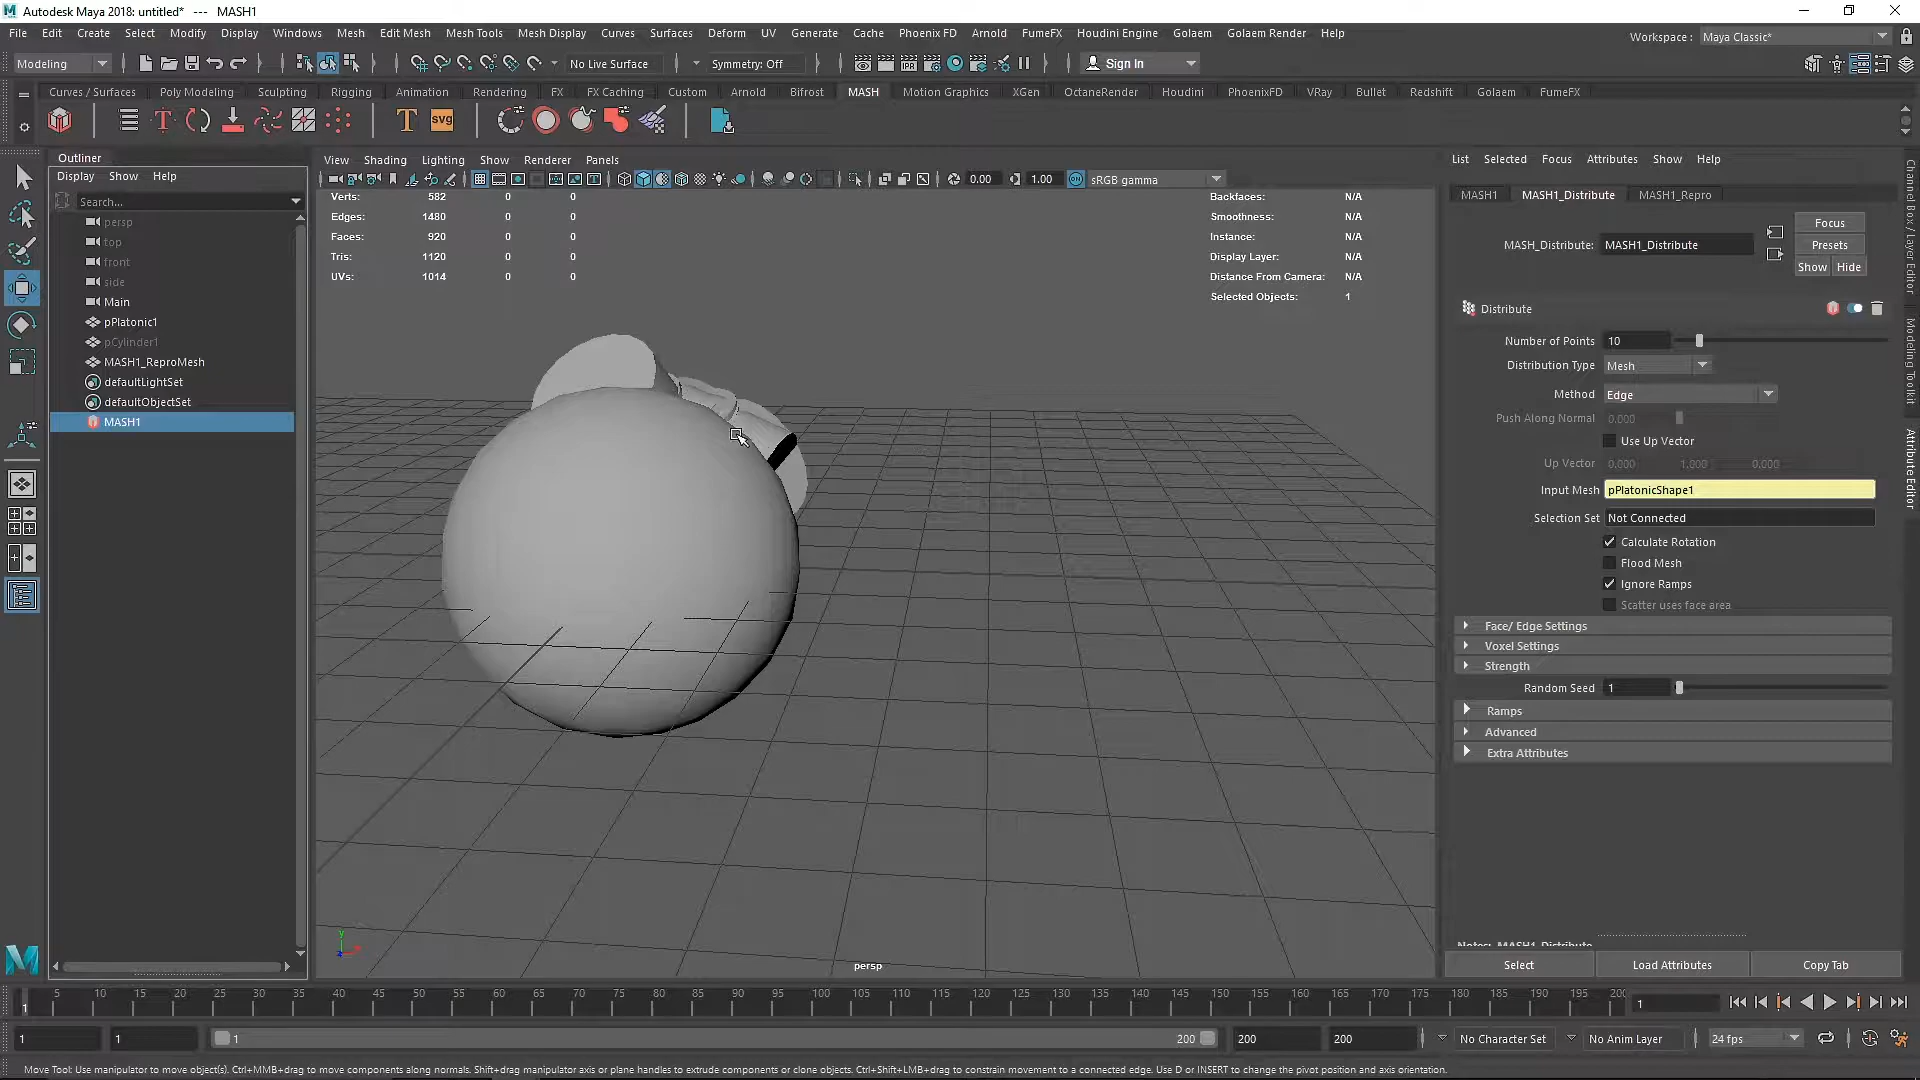 Autodesk Maya 2018: untitled* --- MASH1
File Edit Create Select Modify Display Windows Mesh Edit Mesh Mesh Tools Mesh Display Curves Surfaces Deform UV Generate Cache Phoenix FD Arnold FumeFX Houdini Engine Golaem Golaem Render Help
Workspace : Maya Classic*
Modeling No Live Surface Symmetry: Off Sign In
Curves / Surfaces Poly Modeling Sculpting Rigging Animation Rendering FX FX Caching Custom Arnold Bifrost MASH Motion Graphics XGen OctaneRender Houdini PhoenixFD VRay Bullet Redshift Golaem FumeFX
T svg
Outliner
Display Show Help
Search...
persp
top
front
side
Main
pPlatonic1
pCylinder1
MASH1_ReproMesh
defaultLightSet
defaultObjectSet
MASH1
View Shading Lighting Show Renderer Panels
0.00 1.00 sRGB gamma
Verts: 582 0 0
Edges: 1480 0 0
Faces: 920 0 0
Tris: 1120 0 0
UVs: 1014 0 0
Backfaces: N/A
Smoothness: N/A
Instance: N/A
Display Layer: N/A
Distance From Camera: N/A
Selected Objects: 1
persp
List Selected Focus Attributes Show Help
MASH1 MASH1_Distribute MASH1_Repro
MASH_Distribute: MASH1_Distribute
Focus
Presets
Show Hide
Distribute
Number of Points 10
Distribution Type Mesh
Method Edge
Push Along Normal 0.000
Use Up Vector
Up Vector 0.000 1.000 0.000
Input Mesh pPlatonicShape1
Selection Set Not Connected
Calculate Rotation
Flood Mesh
Ignore Ramps
Scatter uses face area
Face/ Edge Settings
Voxel Settings
Strength
Random Seed 1
Ramps
Advanced
Extra Attributes
Notes: MASH1_Distribute
Select Load Attributes Copy Tab
Channel Box / Layer Editor
Modeling Toolkit
Attribute Editor
5 10 15 20 25 30 35 40 45 50 55 60 65 70 75 80 85 90 95 100 105 110 115 120 125 130 135 140 145 150 155 160 165 170 175 180 185 190 195 200
1 1
1 1 1 200 200 200 No Character Set No Anim Layer 24 fps
Move Tool: Use manipulator to move object(s). Ctrl+MMB+drag to move components along normals. Shift+drag manipulator axis or plane handles to extrude components or clone objects. Ctrl+Shift+LMB+drag to constrain movement to a connected edge. Use D or INSERT to change the pivot position and axis orientation.